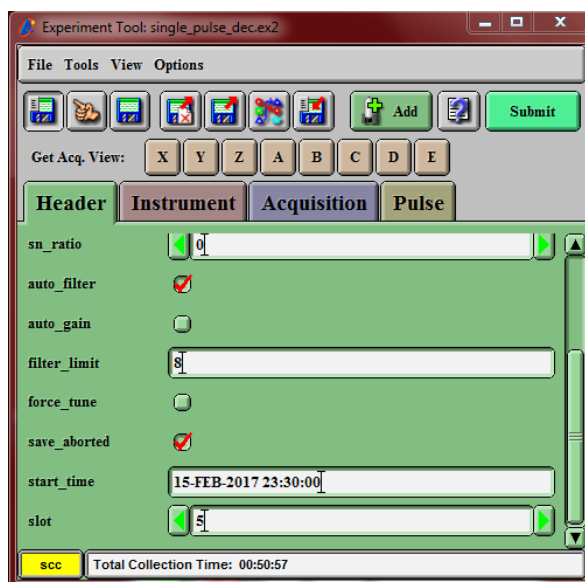 Experiment Tool: single_pulse_dec.ex2
File Tools View Options
Add Submit
Get Acq. View: X Y Z A B C D E
Header Instrument Acquisition Pulse
sn_ratio 0
auto_filter
auto_gain
filter_limit 8
force_tune
save_aborted
start_time 15-FEB-2017 23:30:00
slot 5
scc Total Collection Time: 00:50:57